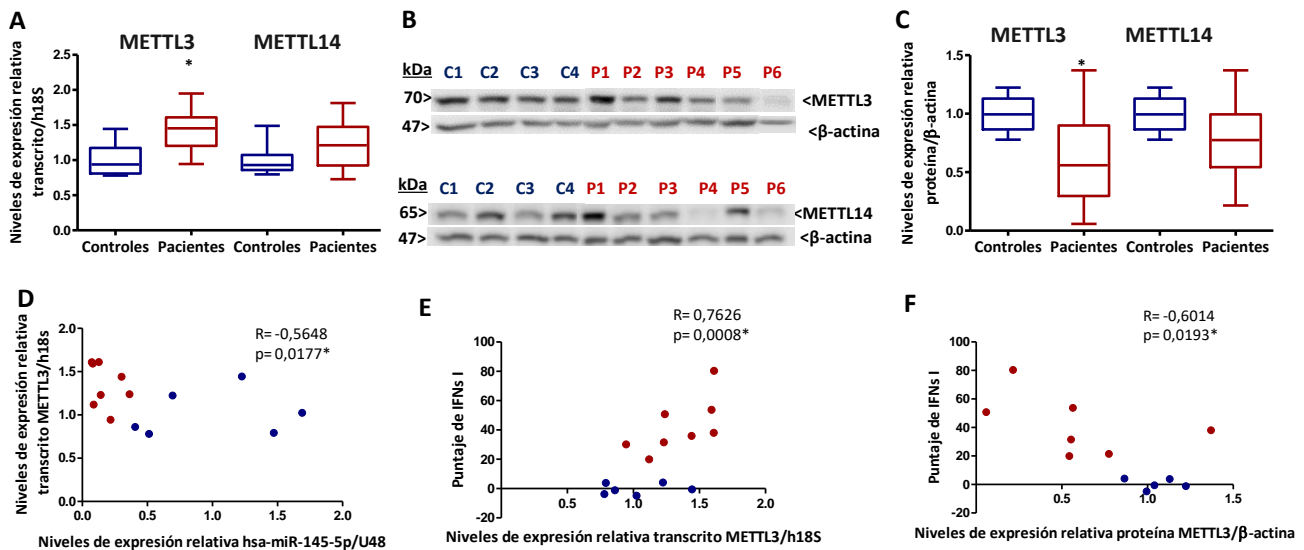 A
METTL3 METTL14
Niveles de expresión relativa
transcrito/h18S
2.5
2.0
*
1.5
1.0
0.5
0.0
Controles Pacientes Controles Pacientes
B
kDa C1 C2 C3 C4 P1 P2 P3 P4 P5 P6
70> <METTL3
47> <β-actina
kDa C1 C2 C3 C4 P1 P2 P3 P4 P5 P6
65> <METTL14
47> <β-actina
C
METTL3 METTL14
Niveles de expresión relativa
proteína/β-actina
1.5
*
1.0
0.5
0.0
Controles Pacientes Controles Pacientes
D
R= -0,5648
p= 0,0177*
Niveles de expresión relativa
transcrito METTL3/h18s
2.0
1.5
1.0
0.5
0.0
0.0 0.5 1.0 1.5 2.0
Niveles de expresión relativa hsa-miR-145-5p/U48
E
R= 0,7626
p= 0,0008*
Puntaje de IFNs I
100
80
60
40
20
0
-20
0.5 1.0 1.5 2.0
Niveles de expresión relativa transcrito METTL3/h18S
F
R= -0,6014
p= 0,0193*
Puntaje de IFNs I
100
80
60
40
20
0
-20
0.5 1.0 1.5
Niveles de expresión relativa proteína METTL3/β-actina